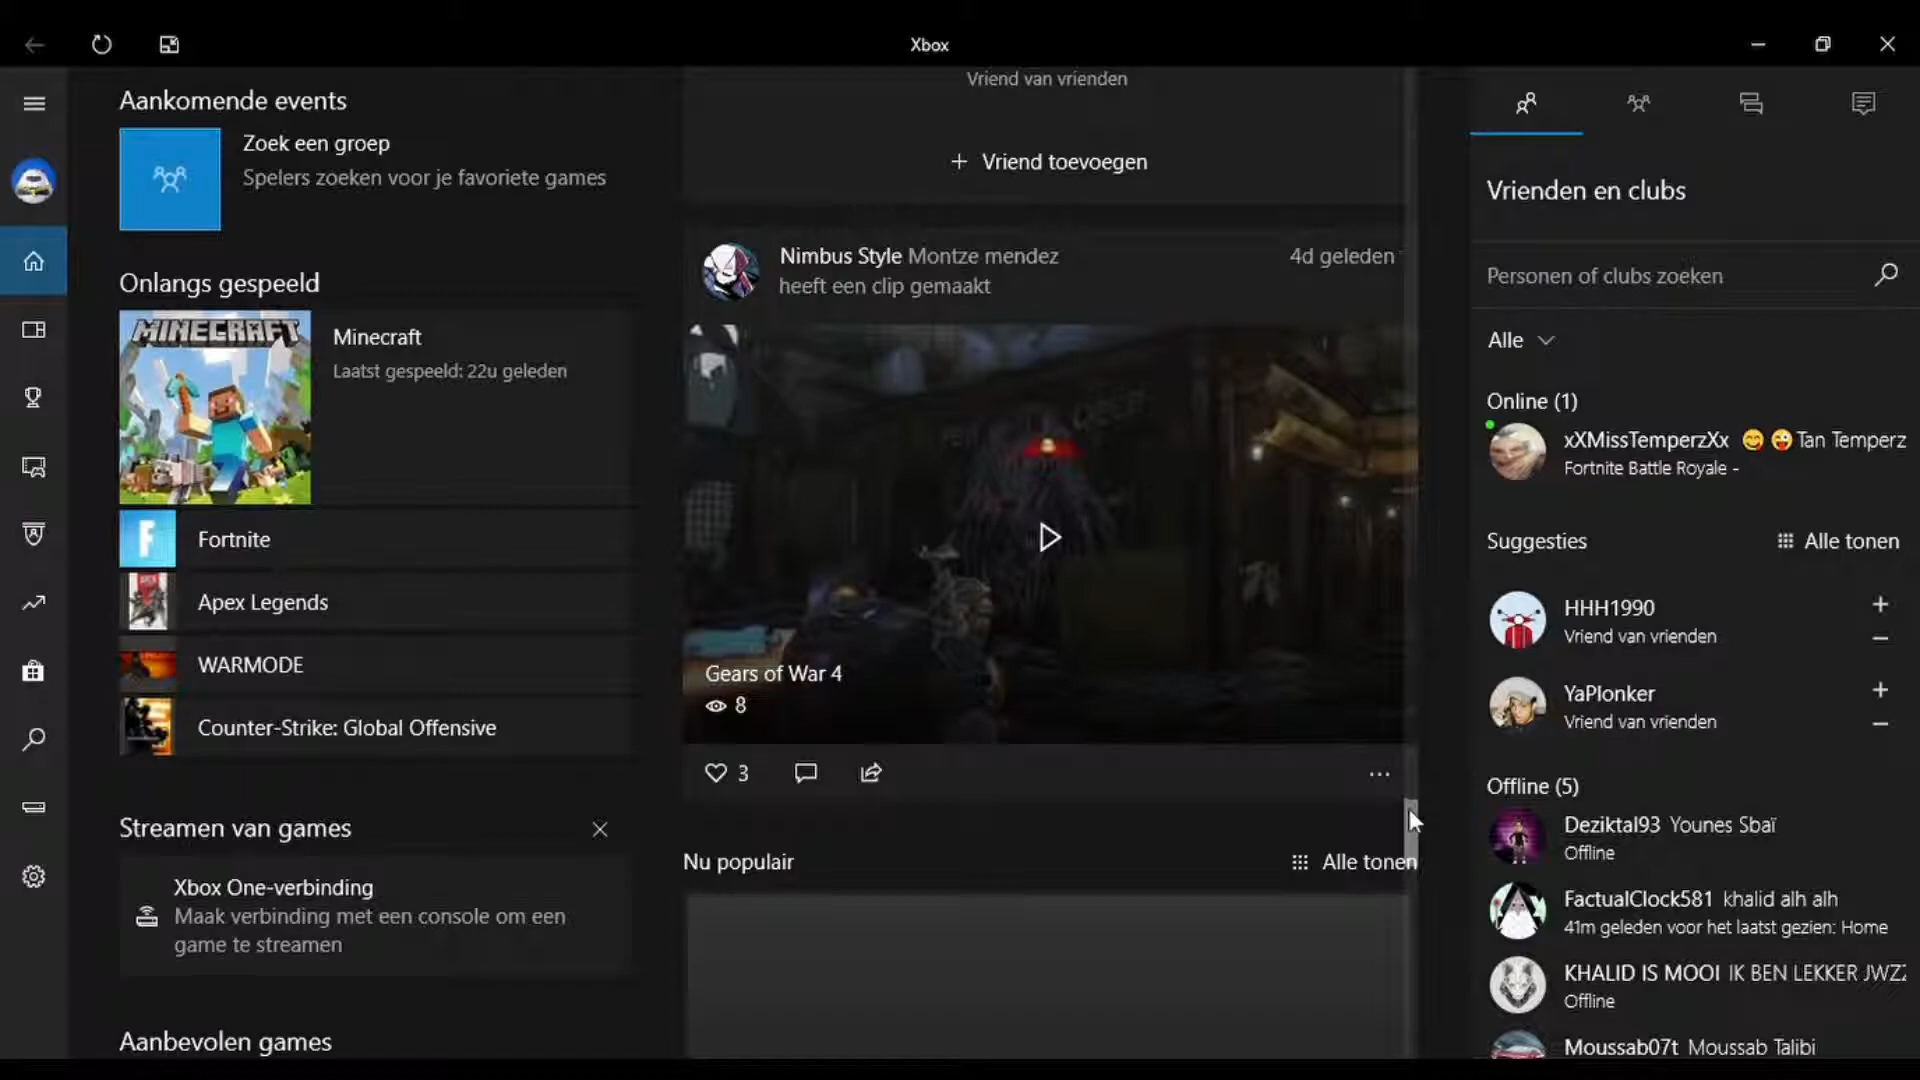 Xbox
Aankomende events
Zoek een groep
Spelers zoeken voor je favoriete games
Onlangs gespeeld
MINECRAFT
Minecraft
Laatst gespeeld: 22u geleden
Fortnite
Apex Legends
WARMODE
Counter-Strike: Global Offensive
Streamen van games
Xbox One-verbinding
Maak verbinding met een console om een
game te streamen
Aanbevolen games
Vriend van vrienden
+ Vriend toevoegen
Nimbus Style Montze mendez
4d geleden
heeft een clip gemaakt
Gears of War 4
8
3
Nu populair
Alle tonen
Vrienden en clubs
Personen of clubs zoeken
Alle
Online (1)
xXMissTemperzXx 😋 😜Tan Temperz
Fortnite Battle Royale -
Suggesties
Alle tonen
HHH1990
Vriend van vrienden
YaPlonker
Vriend van vrienden
Offline (5)
Deziktal93 Younes Sbaï
Offline
FactualClock581 khalid alh alh
41m geleden voor het laatst gezien: Home
KHALID IS MOOI IK BEN LEKKER JWZ
Offline
Moussab07t Moussab Talibi